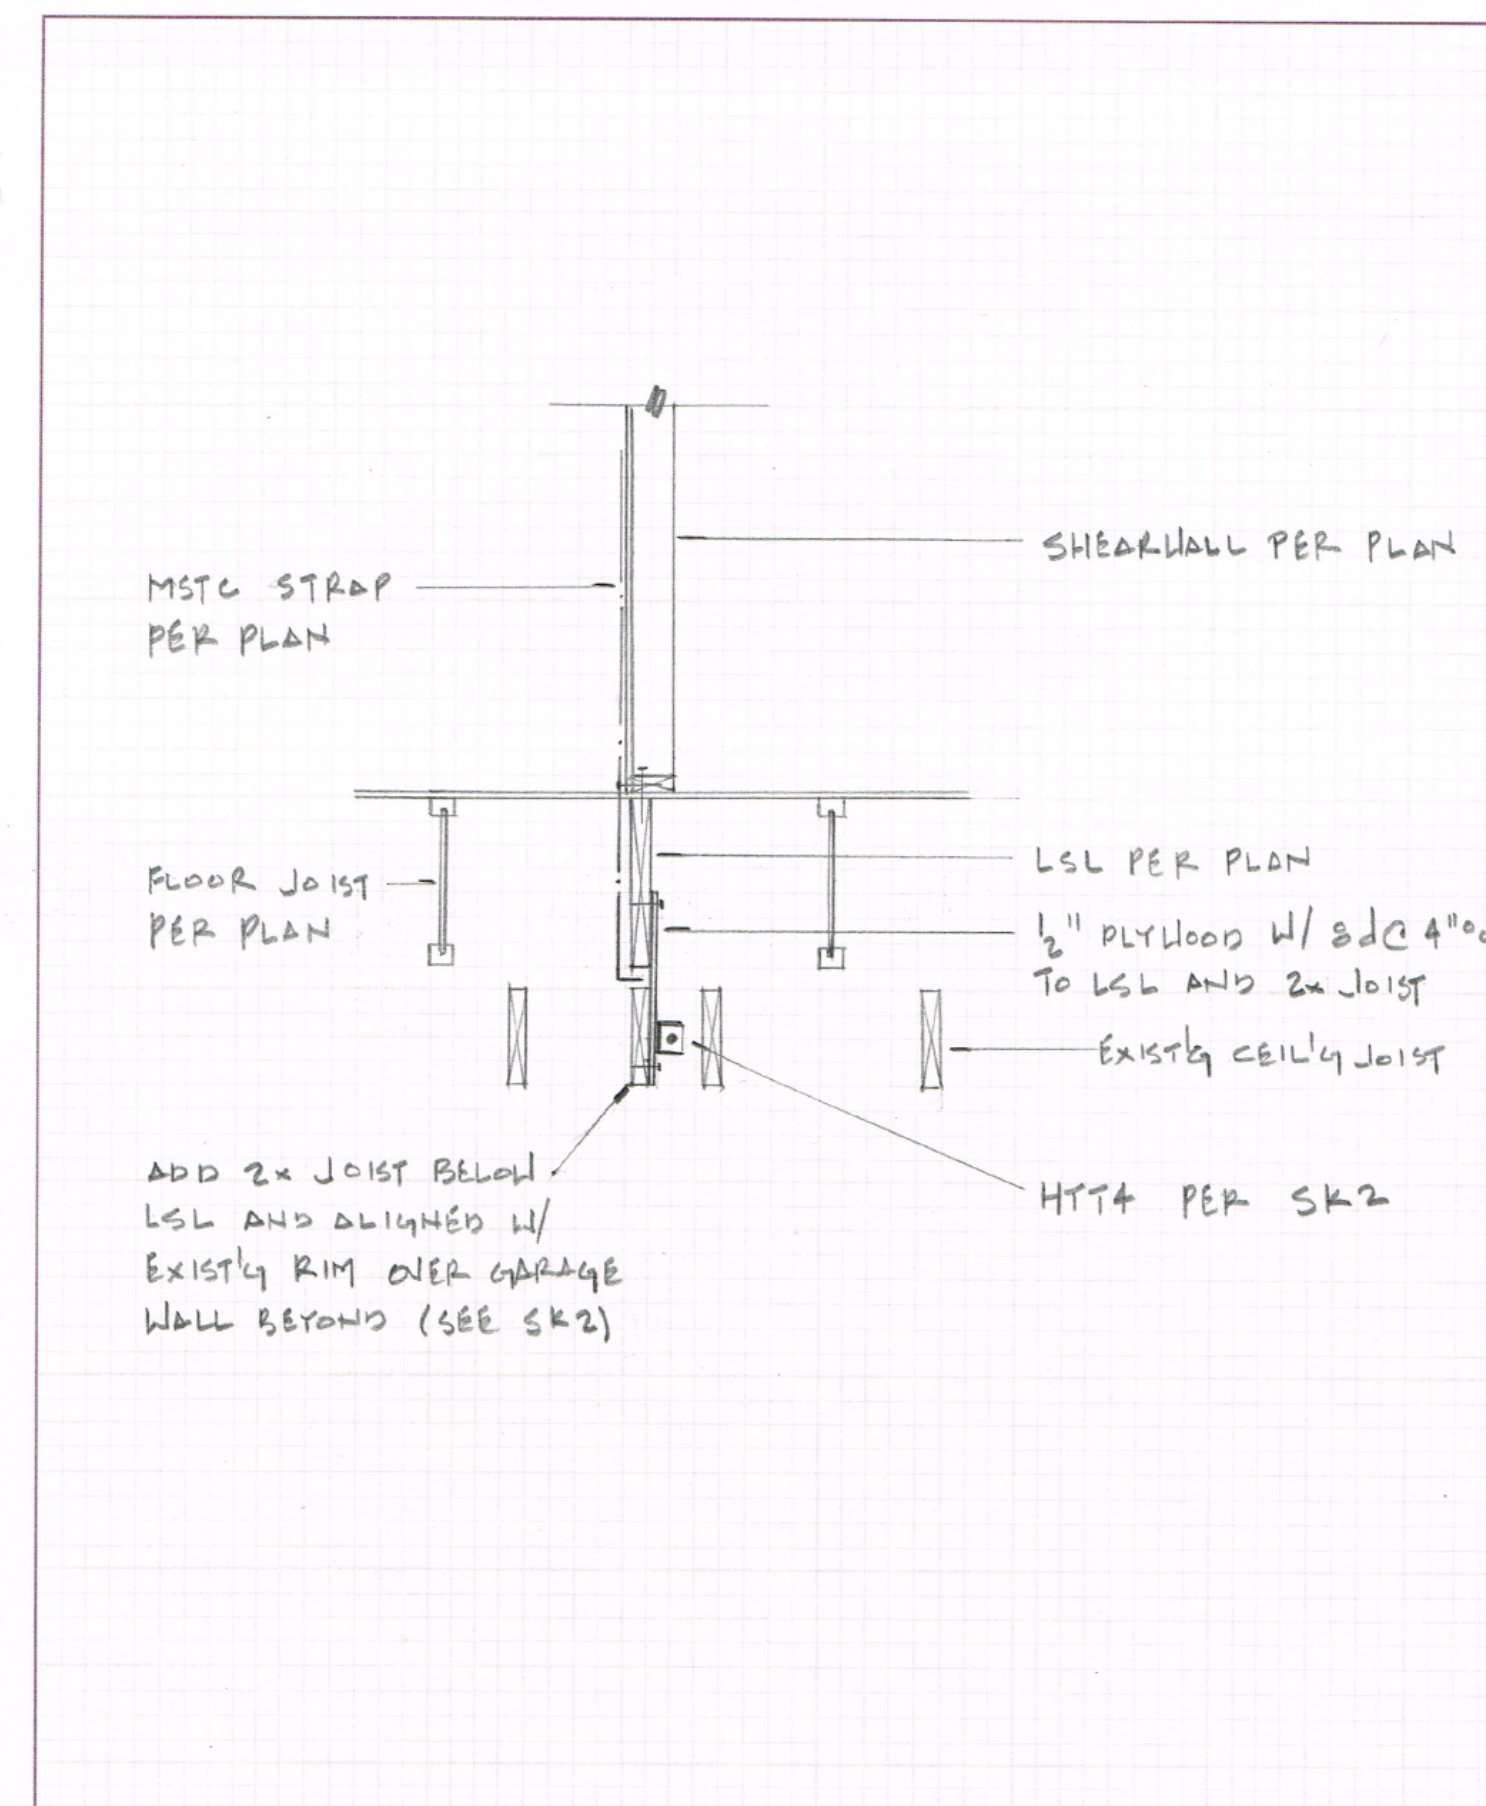 SHEARWALL PER PLAN
MSTC STRAP
PER PLAN
FLOOR JOIST
PER PLAN
LSL PER PLAN
1/2" PLYWOOD W/ 8d@4"
TO LSL AND 2x JOIST
EXIST'G CEIL'G JOIST
ADD 2x JOIST BELOW
LSL AND ALIGNED W/
EXIST'G RIM OVER GARAGE
WALL BEYOND (SEE SK2)
HTT4 PER SK2